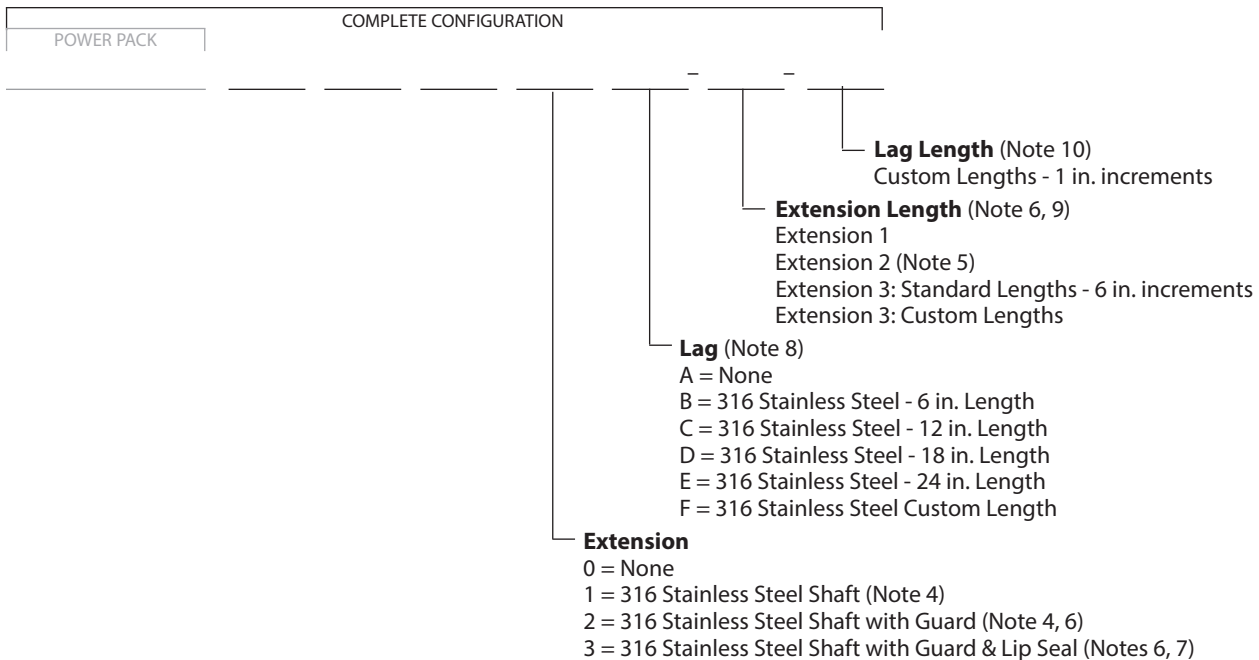 COMPLETE CONFIGURATION
POWER PACK
– –
Lag Length (Note 10)
Custom Lengths - 1 in. increments
Extension Length (Note 6, 9)
Extension 1
Extension 2 (Note 5)
Extension 3: Standard Lengths - 6 in. increments
Extension 3: Custom Lengths
Lag (Note 8)
A = None
B = 316 Stainless Steel - 6 in. Length
C = 316 Stainless Steel - 12 in. Length
D = 316 Stainless Steel - 18 in. Length
E = 316 Stainless Steel - 24 in. Length
F = 316 Stainless Steel Custom Length
Extension
0 = None
1 = 316 Stainless Steel Shaft (Note 4)
2 = 316 Stainless Steel Shaft with Guard (Note 4, 6)
3 = 316 Stainless Steel Shaft with Guard & Lip Seal (Notes 6, 7)